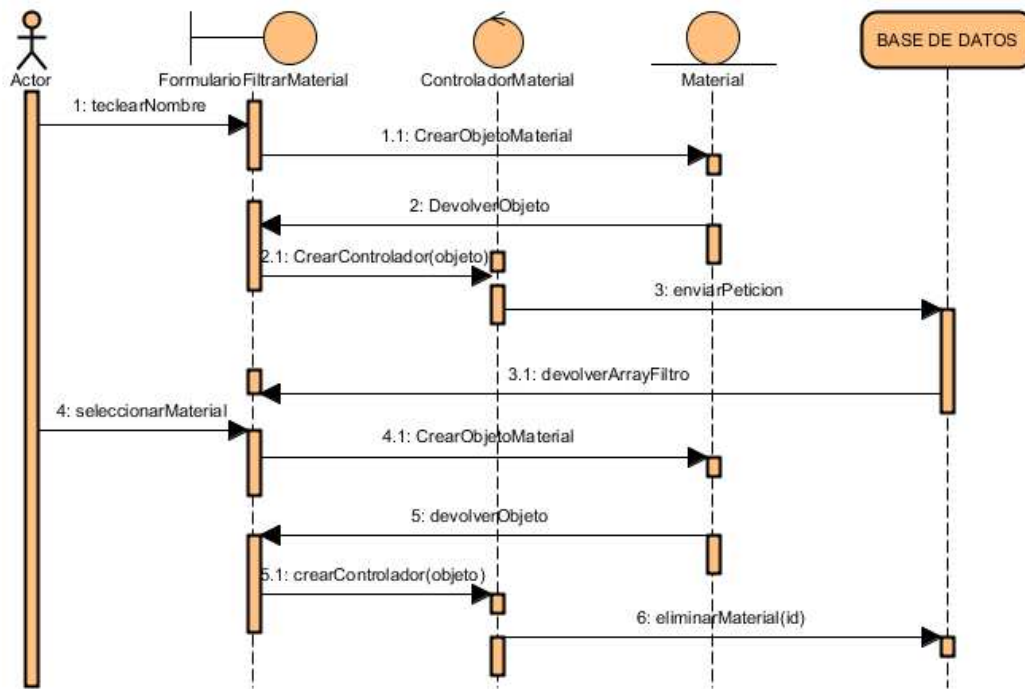 BASE DE DATOS
Actor
FormularioFiltrarMaterial
ControladorMaterial
Material
1: teclearNombre
1.1: CrearObjetoMaterial
2: DevolverObjeto
2.1: CrearControlador(objeto)
3: enviarPeticion
3.1: devolverArrayFiltro
4: seleccionarMaterial
4.1: CrearObjetoMaterial
5: devolverObjeto
5.1: crearControlador(objeto)
6: eliminarMaterial(id)